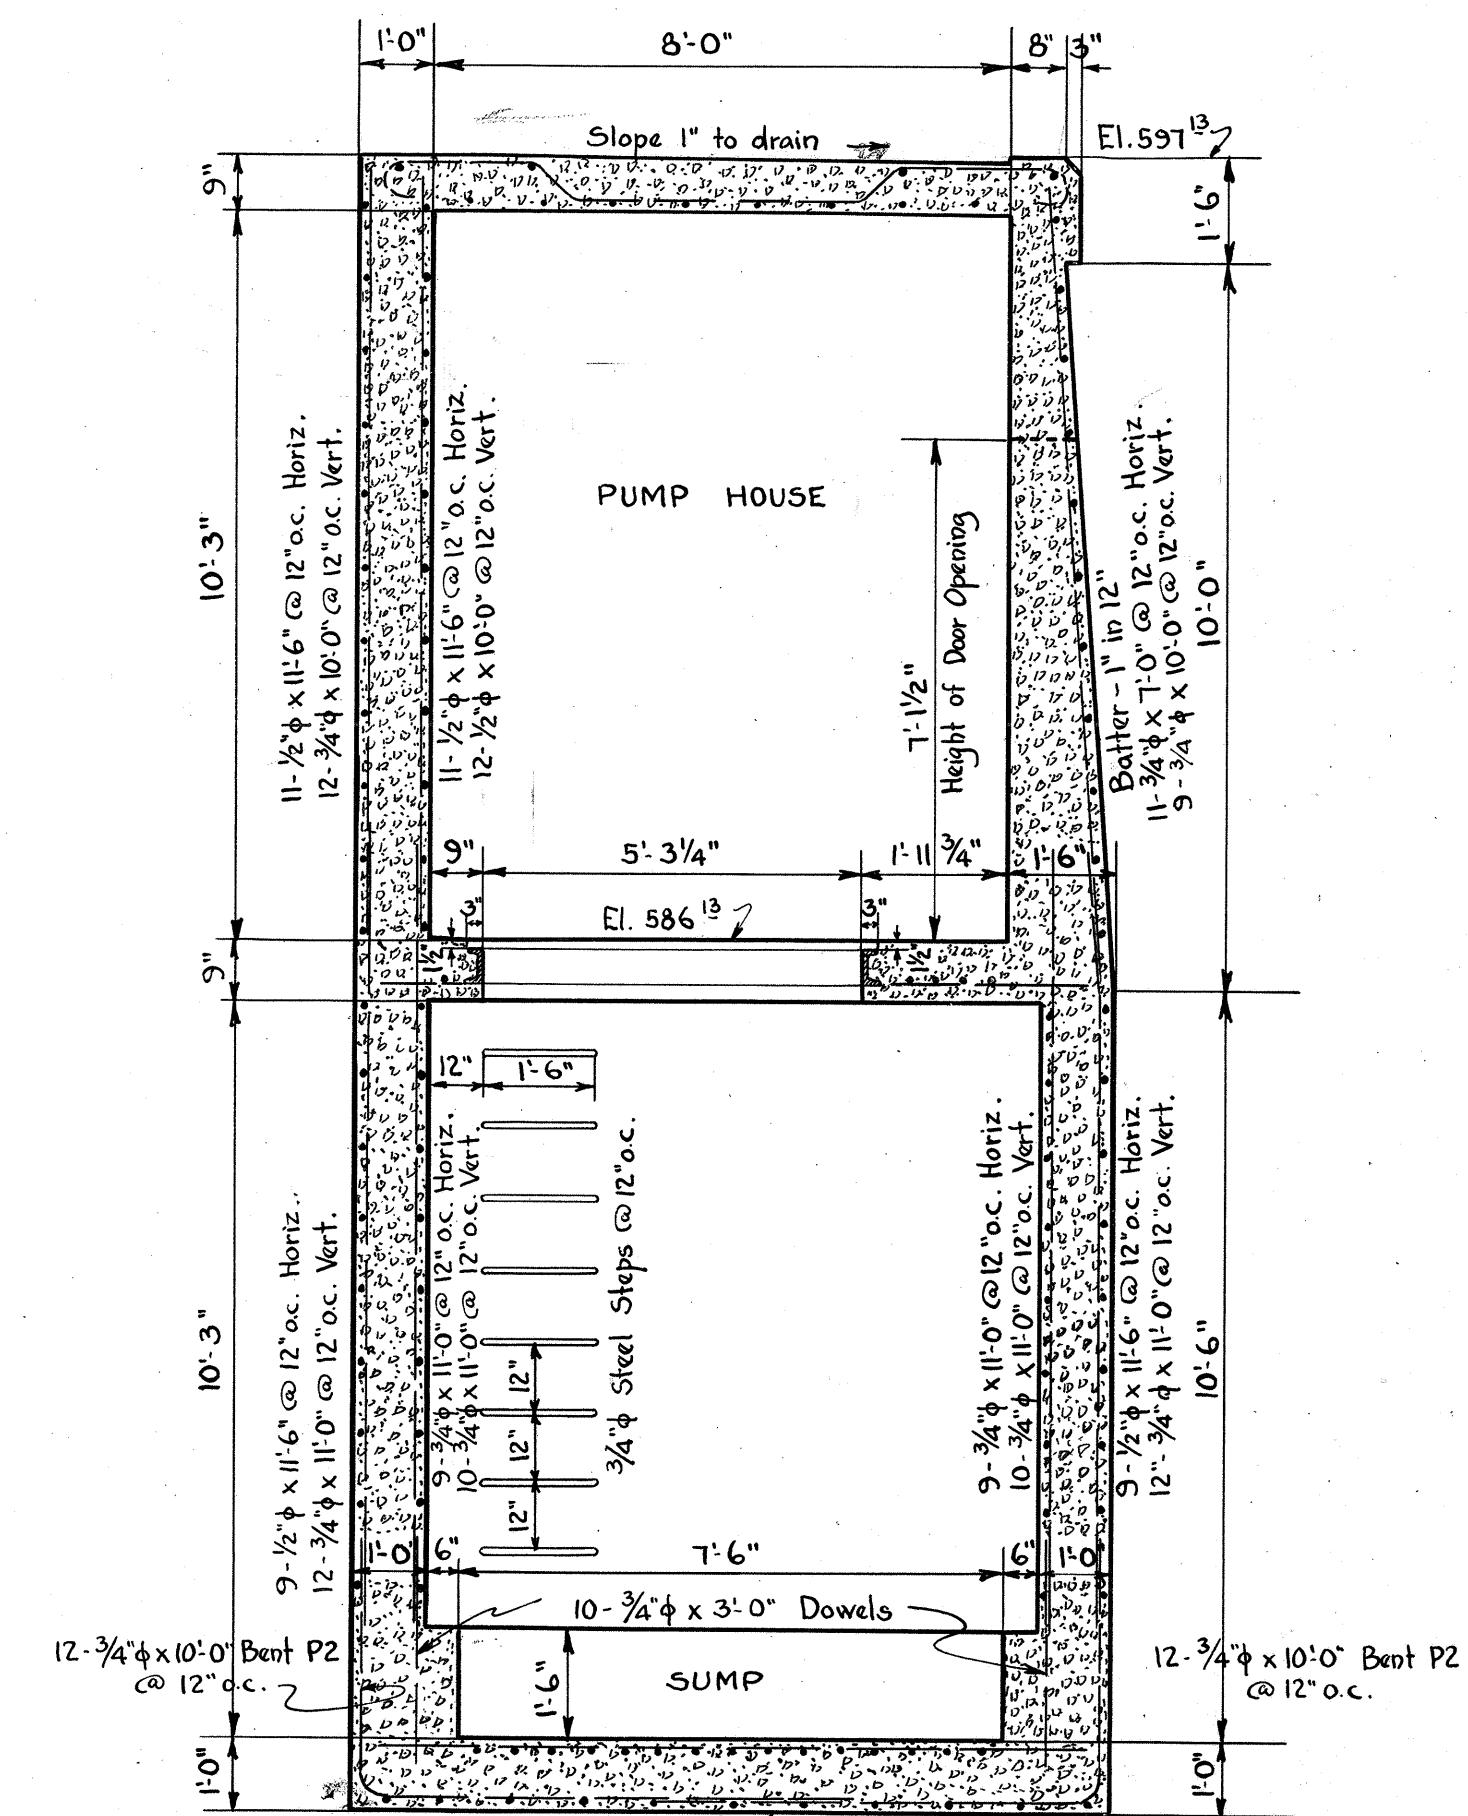 1'-0" 8'-0" 8" 3"
Slope 1" to drain
El. 597 13
9"
1'-6"
10'-3"
11-1/2"φ x 11'-6" @ 12" o.c. Horiz.
12-3/4"φ x 10'-0" @ 12" o.c. Vert.
11-1/2"φ x 11'-6" @ 12" o.c. Horiz.
12-1/2"φ x 10'-0" @ 12" o.c. Vert.
PUMP HOUSE
7'-1 1/2"
Height of Door Opening
Batter - 1" in 12"
11-3/4"φ x 7'-0" @ 12" o.c. Horiz.
9-3/4"φ x 10'-0" @ 12" o.c. Vert.
10'-0"
9" 5'-3 1/4" 1'-11 3/4" 1'-6"
3" El. 586 13 3"
9"
1 1/2" 1 1/2"
12" 1'-6"
10'-3"
9-1/2"φ x 11'-6" @ 12" o.c. Horiz.
12-3/4"φ x 11'-0" @ 12" o.c. Vert.
9-3/4"φ x 11'-0" @ 12" o.c. Horiz.
10-3/4"φ x 11'-0" @ 12" o.c. Vert.
12"
12"
12"
3/4"φ Steel Steps @ 12" o.c.
9-3/4"φ x 11'-0" @ 12" o.c. Horiz.
10-3/4"φ x 11'-0" @ 12" o.c. Vert.
9-1/2"φ x 11'-6" @ 12" o.c. Horiz.
12"-3/4"φ x 11'-0" @ 12" o.c. Vert.
10'-6"
1'-0" 6" 7'-6" 6" 1'-0
10-3/4"φ x 3'-0" Dowels
12-3/4"φ x 10'-0" Bent P2
@ 12" o.c.
1'-6"
SUMP
12-3/4"φ x 10'-0" Bent P2
@ 12" o.c.
1'-0"
1'-0"